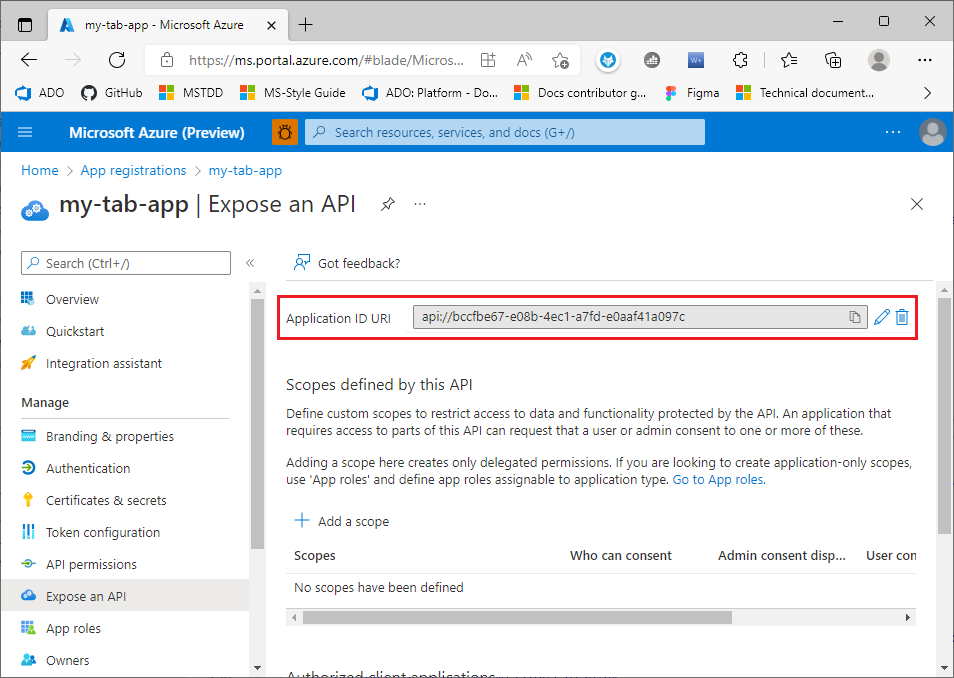 my-tab-app - Microsoft Azure
https://ms.portal.azure.com/#blade/Micros...
ADO
GitHub
MSTDD
MS-Style Guide
ADO: Platform - Do...
Docs contributor g...
Figma
Technical document...
Microsoft Azure (Preview)
Search resources, services, and docs (G+/)
Home > App registrations > my-tab-app
my-tab-app | Expose an API
Search (Ctrl+/)
Got feedback?
Overview
Quickstart
Integration assistant
Manage
Branding & properties
Authentication
Certificates & secrets
Token configuration
API permissions
Expose an API
App roles
Owners
Application ID URI
api://bccfbe67-e08b-4ec1-a7fd-e0aaf41a097c
Scopes defined by this API
Define custom scopes to restrict access to data and functionality protected by the API. An application that
requires access to parts of this API can request that a user or admin consent to one or more of these.
Adding a scope here creates only delegated permissions. If you are looking to create application-only scopes,
use 'App roles' and define app roles assignable to application type. Go to App roles.
Add a scope
Scopes Who can consent Admin consent disp... User con
No scopes have been defined
Authorized client applications